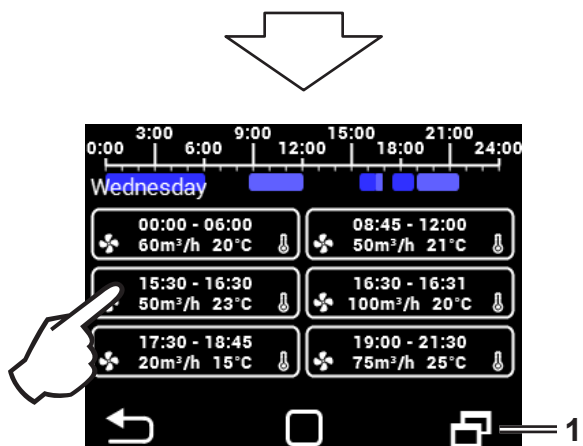 3:00 9:00 15:00 21:00
0:00 6:00 12:00 18:00 24:00
Wednesday
00:00 - 06:00
60m³/h 20°C
08:45 - 12:00
50m³/h 21°C
15:30 - 16:30
50m³/h 23°C
16:30 - 16:31
100m³/h 20°C
17:30 - 18:45
20m³/h 15°C
19:00 - 21:30
75m³/h 25°C
1